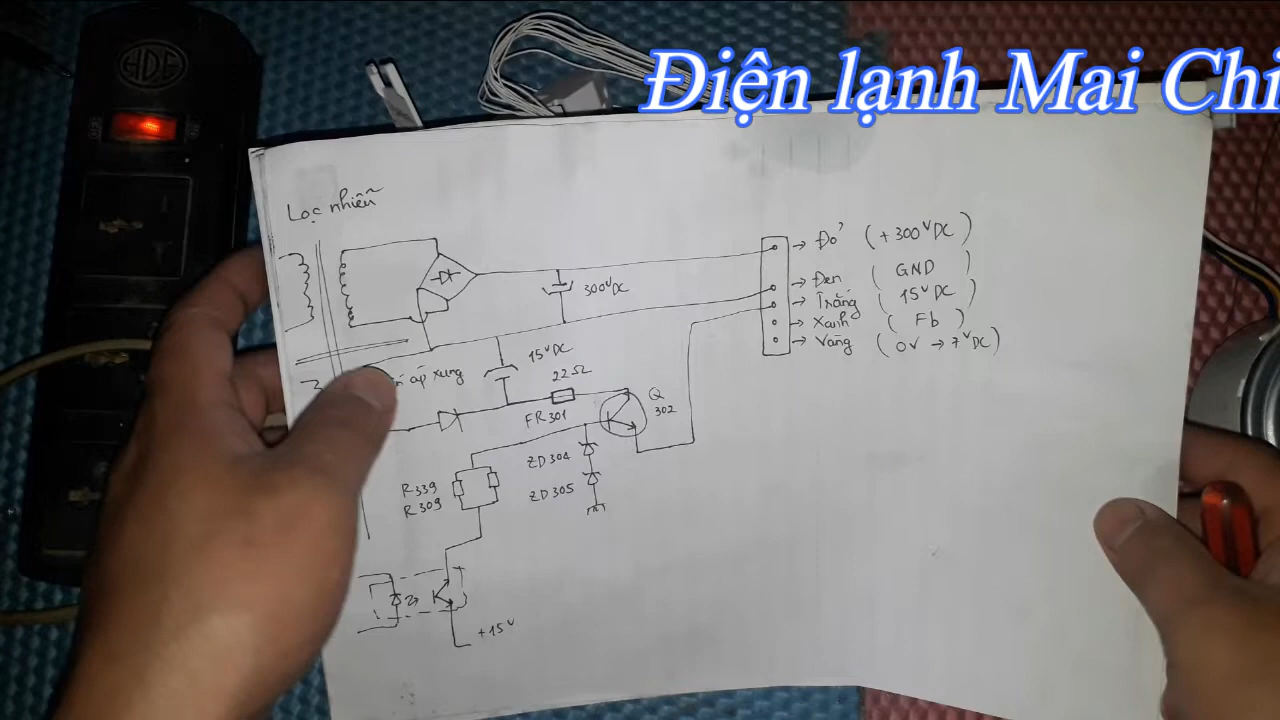 HDE
Điện lạnh Mai Chi
Lọc nhiễu
→ Đỏ (+300VDC)
→ Đen (GND)
→ Trắng (15VDC)
→ Xanh (Fb)
→ Vàng (0V → 7VDC)
300VDC
15VDC
áp xung
22Ω
FR301
Q
302
ZD304
ZD305
R339
R309
+15V